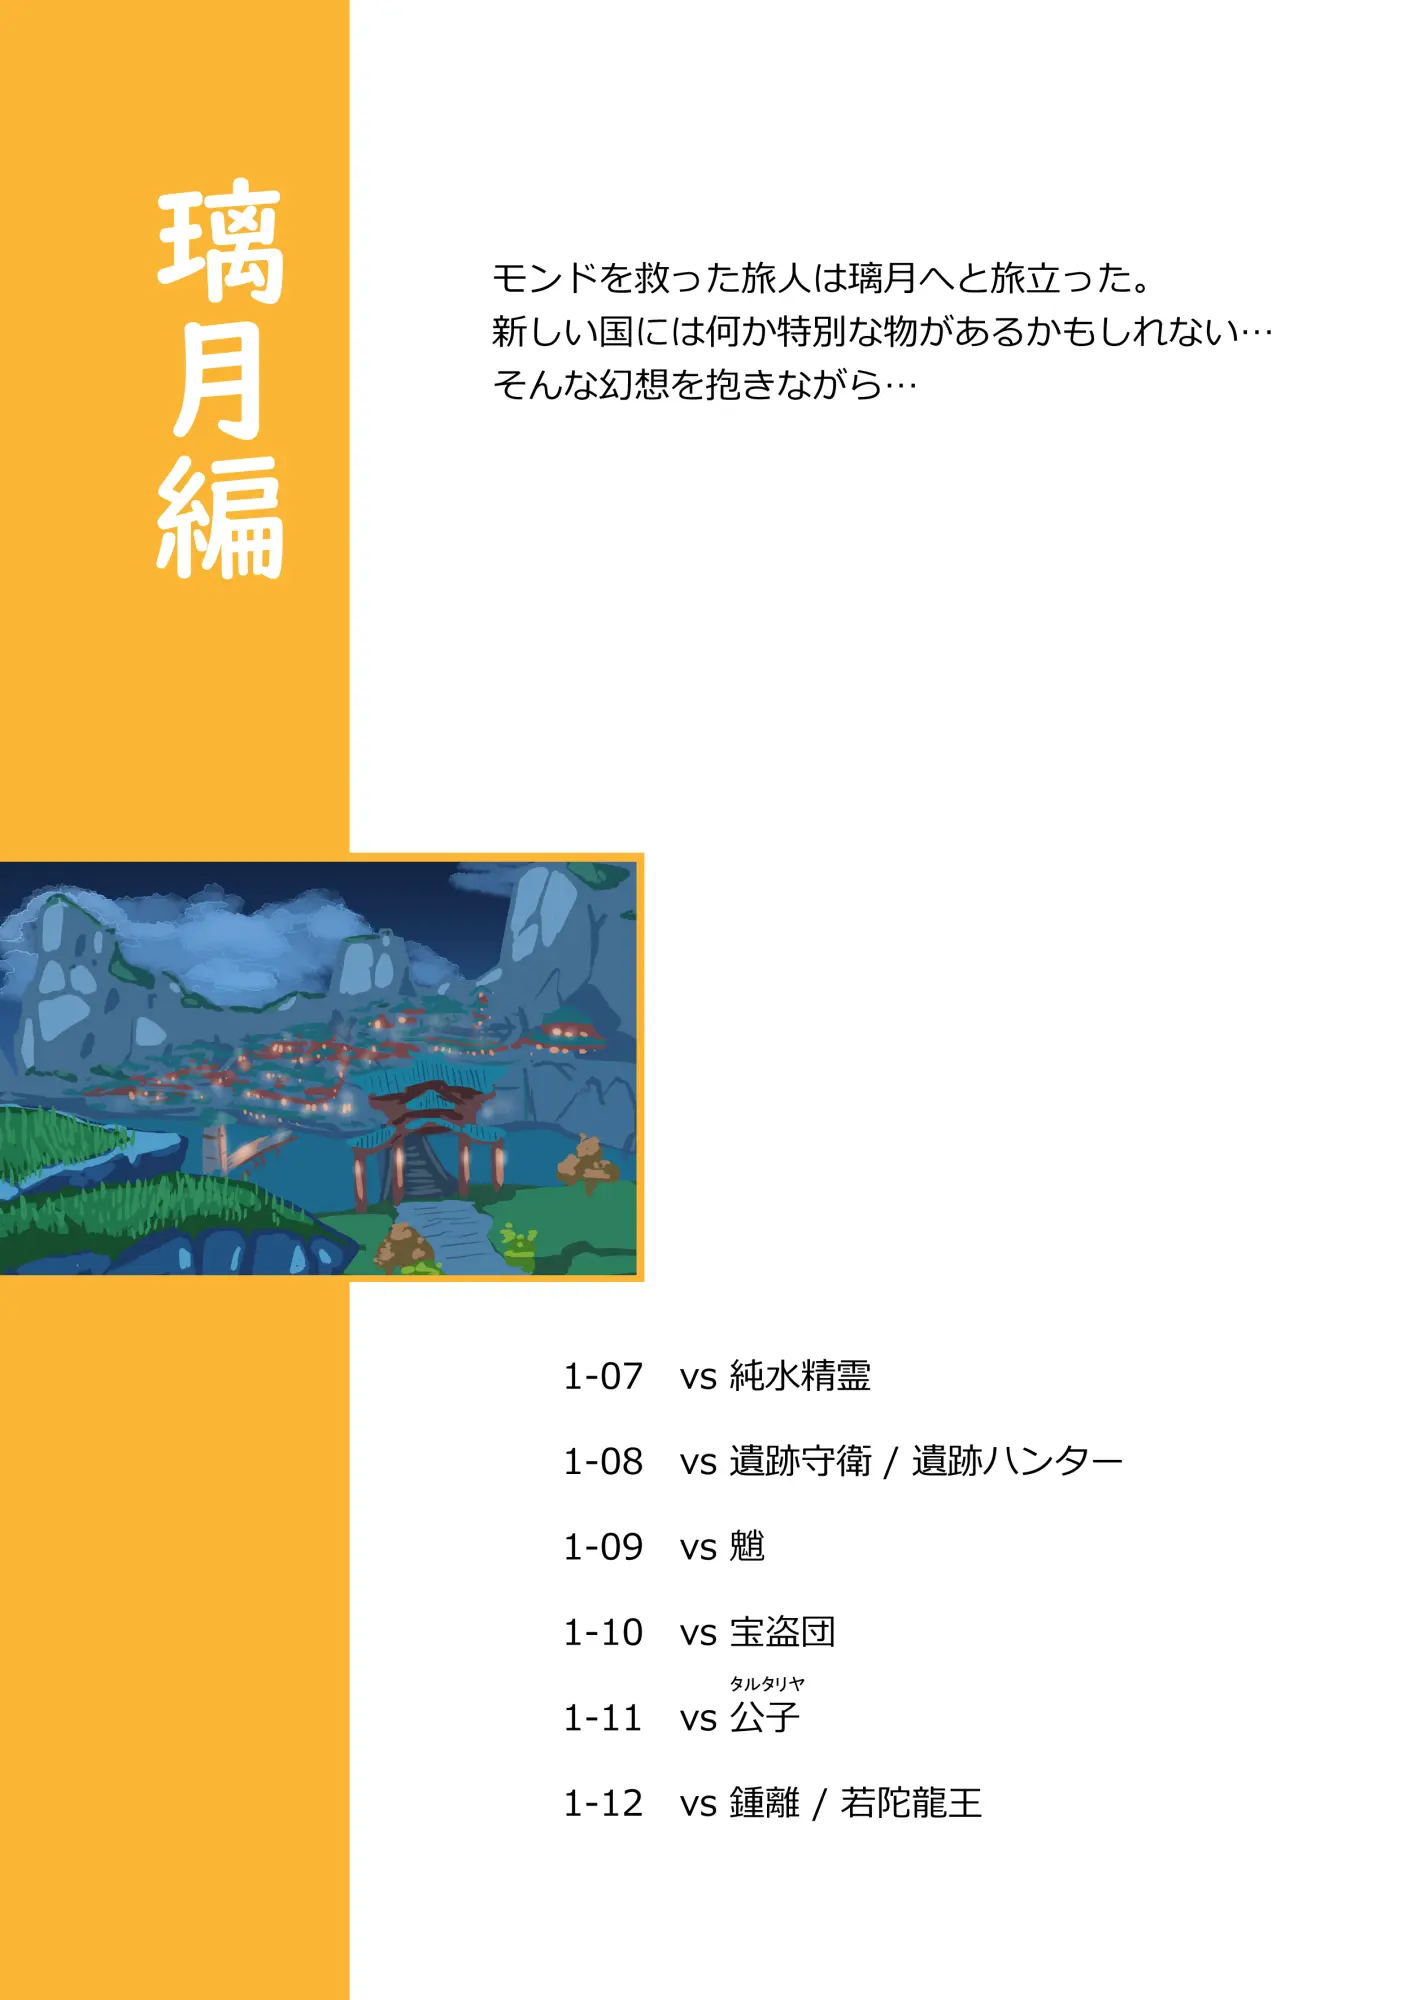 璃月編
モンドを救った旅人は璃月へと旅立った。
新しい国には何か特別な物があるかもしれない…
そんな幻想を抱きながら…
1-07 vs 純水精霊
1-08 vs 遺跡守衛 / 遺跡ハンター
1-09 vs 魈
1-10 vs 宝盗団
タルタリヤ
1-11 vs 公子
1-12 vs 鍾離 / 若陀龍王